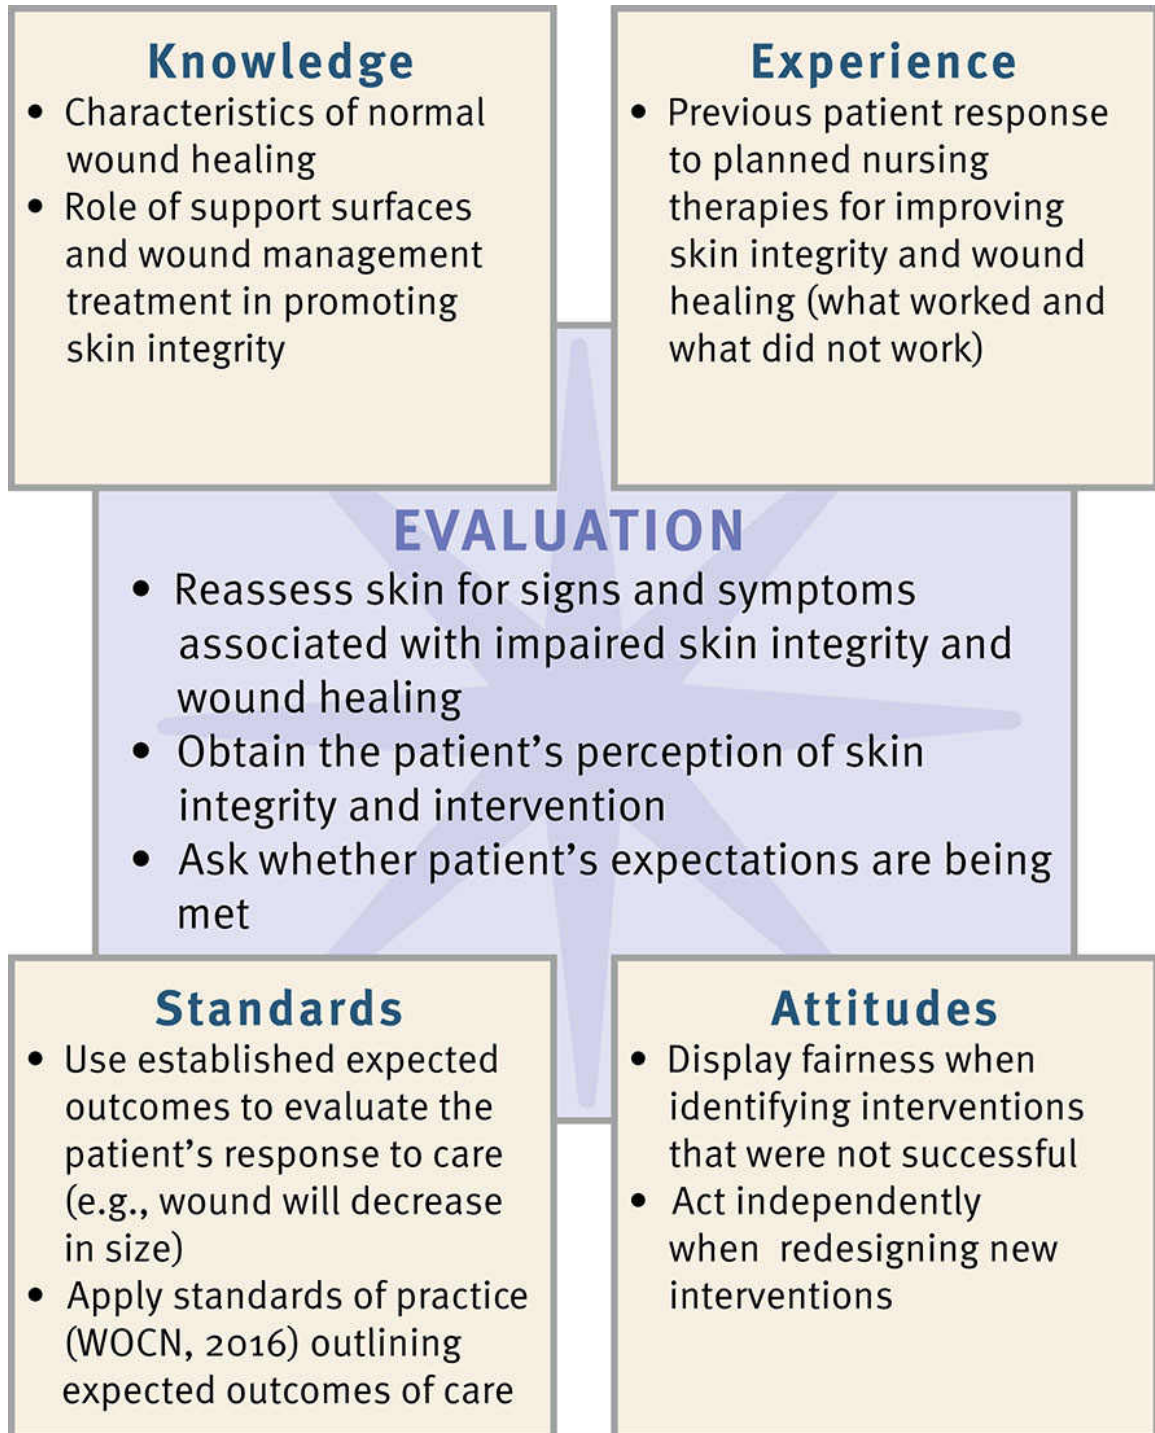 Knowledge
• Characteristics of normal
wound healing
• Role of support surfaces
and wound management
treatment in promoting
skin integrity
Experience
• Previous patient response
to planned nursing
therapies for improving
skin integrity and wound
healing (what worked and
what did not work)
EVALUATION
• Reassess skin for signs and symptoms
associated with impaired skin integrity and
wound healing
• Obtain the patient’s perception of skin
integrity and intervention
• Ask whether patient’s expectations are being
met
Standards
• Use established expected
outcomes to evaluate the
patient’s response to care
(e.g., wound will decrease
in size)
• Apply standards of practice
(WOCN, 2016) outlining
expected outcomes of care
Attitudes
• Display fairness when
identifying interventions
that were not successful
• Act independently
when redesigning new
interventions